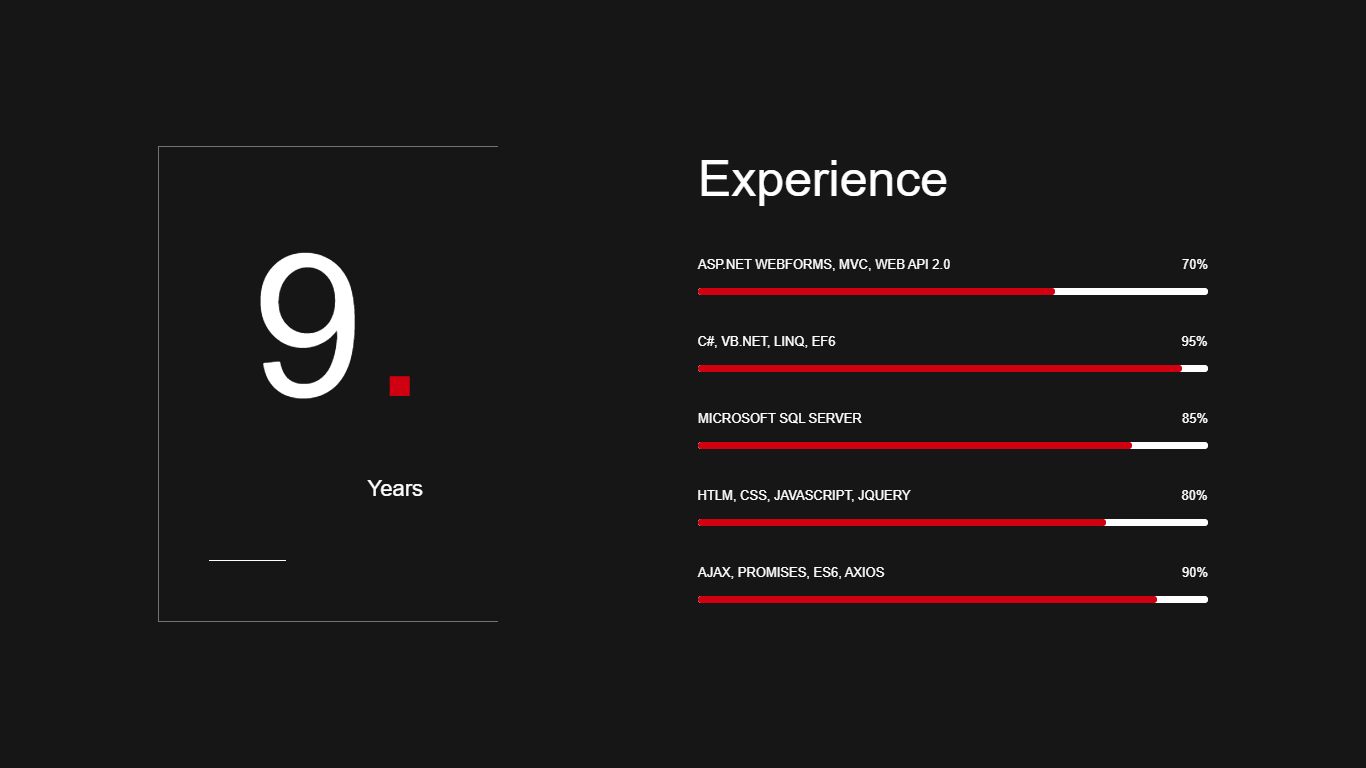 9.
Years
Experience
ASP.NET WEBFORMS, MVC, WEB API 2.0 70%
C#, VB.NET, LINQ, EF6 95%
MICROSOFT SQL SERVER 85%
HTLM, CSS, JAVASCRIPT, JQUERY 80%
AJAX, PROMISES, ES6, AXIOS 90%